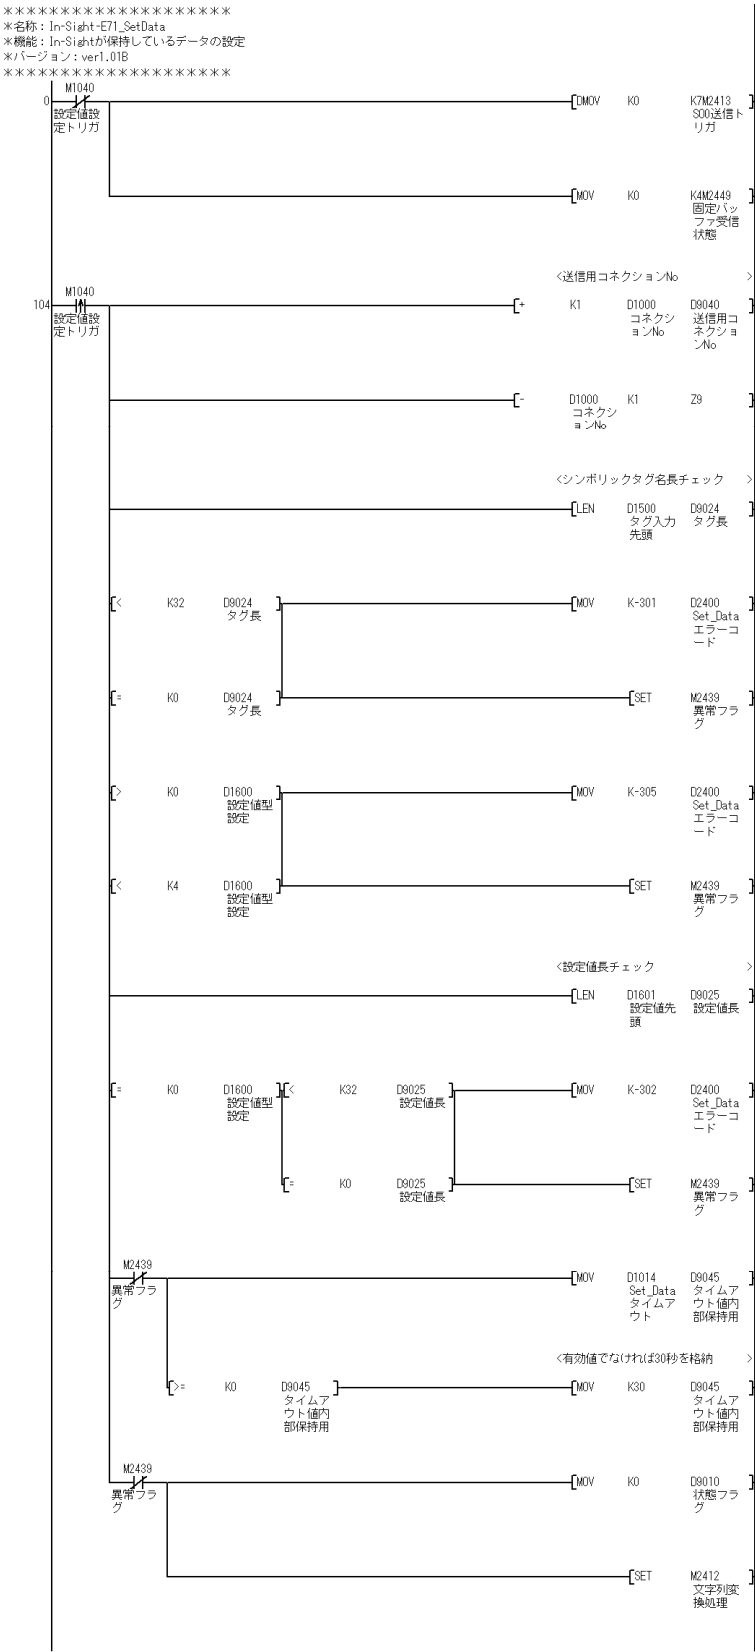 ＊＊＊＊＊＊＊＊＊＊＊＊＊＊＊＊＊＊＊＊
＊名称：In-Sight-E71_SetData
＊機能：In-Sightが保持しているデータの設定
＊バージョン：ver1.01B
＊＊＊＊＊＊＊＊＊＊＊＊＊＊＊＊＊＊＊＊
M1040
0 [DMOV K0 K7M2413 ]
設定値設 S00送信ト
定トリガ リガ
[MOV K0 K4M2449 ]
固定バッ
ファ受信
状態
<送信用コネクションNo >
M1040
104 [+ K1 D1000 D9040 ]
設定値設 コネクシ 送信用コ
定トリガ ョンNo ネクショ
ンNo
[- D1000 K1 Z9 ]
コネクシ
ョンNo
<シンボリックタグ名長チェック >
[LEN D1500 D9024 ]
タグ入力 タグ長
先頭
[< K32 D9024 ] [MOV K-301 D2400 ]
タグ長 Set_Data
エラーコ
ード
[= K0 D9024 ] [SET M2439 ]
タグ長 異常フラ
グ
[> K0 D1600 ] [MOV K-305 D2400 ]
設定値型 Set_Data
設定 エラーコ
ード
[< K4 D1600 ] [SET M2439 ]
設定値型 異常フラ
設定 グ
<設定値長チェック >
[LEN D1601 D9025 ]
設定値先 設定値長
頭
[= K0 D1600 ][< K32 D9025 ] [MOV K-302 D2400 ]
設定値型 設定値長 Set_Data
設定 エラーコ
ード
[= K0 D9025 ] [SET M2439 ]
設定値長 異常フラ
グ
M2439
[MOV D1014 D9045 ]
異常フラ Set_Data タイムア
グ タイムア ウト値内
ウト 部保持用
<有効値でなければ30秒を格納 >
[>= K0 D9045 ] [MOV K30 D9045 ]
タイムア タイムア
ウト値内 ウト値内
部保持用 部保持用
M2439
[MOV K0 D9010 ]
異常フラ 状態フラ
グ グ
[SET M2412 ]
文字列変
換処理